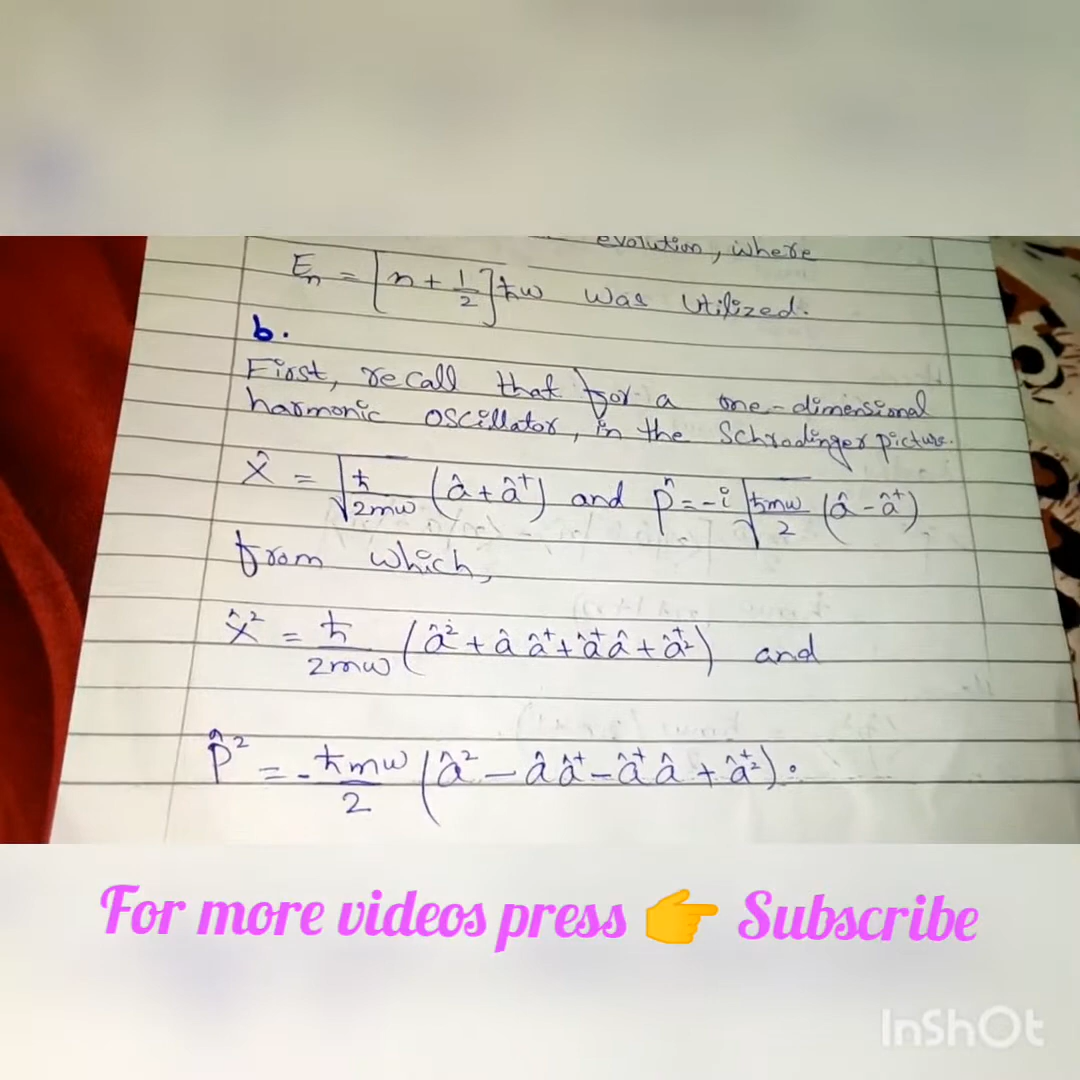 evolution, where
Eₙ = [n + 1/2] ħω was utilized.
b.
First, recall that for a one-dimensional
harmonic oscillator, in the Schrodinger picture.
x̂ = √(ħ/2mω) (â + â†) and p̂ = -i √(ħmω/2) (â - â†)
from which,
x̂² = ħ/2mω (â² + â â† + â† â + â†²) and
p̂² = -ħmω/2 (â² - â â† - â† â + â†²).
For more videos press 👉 Subscribe
InShOt